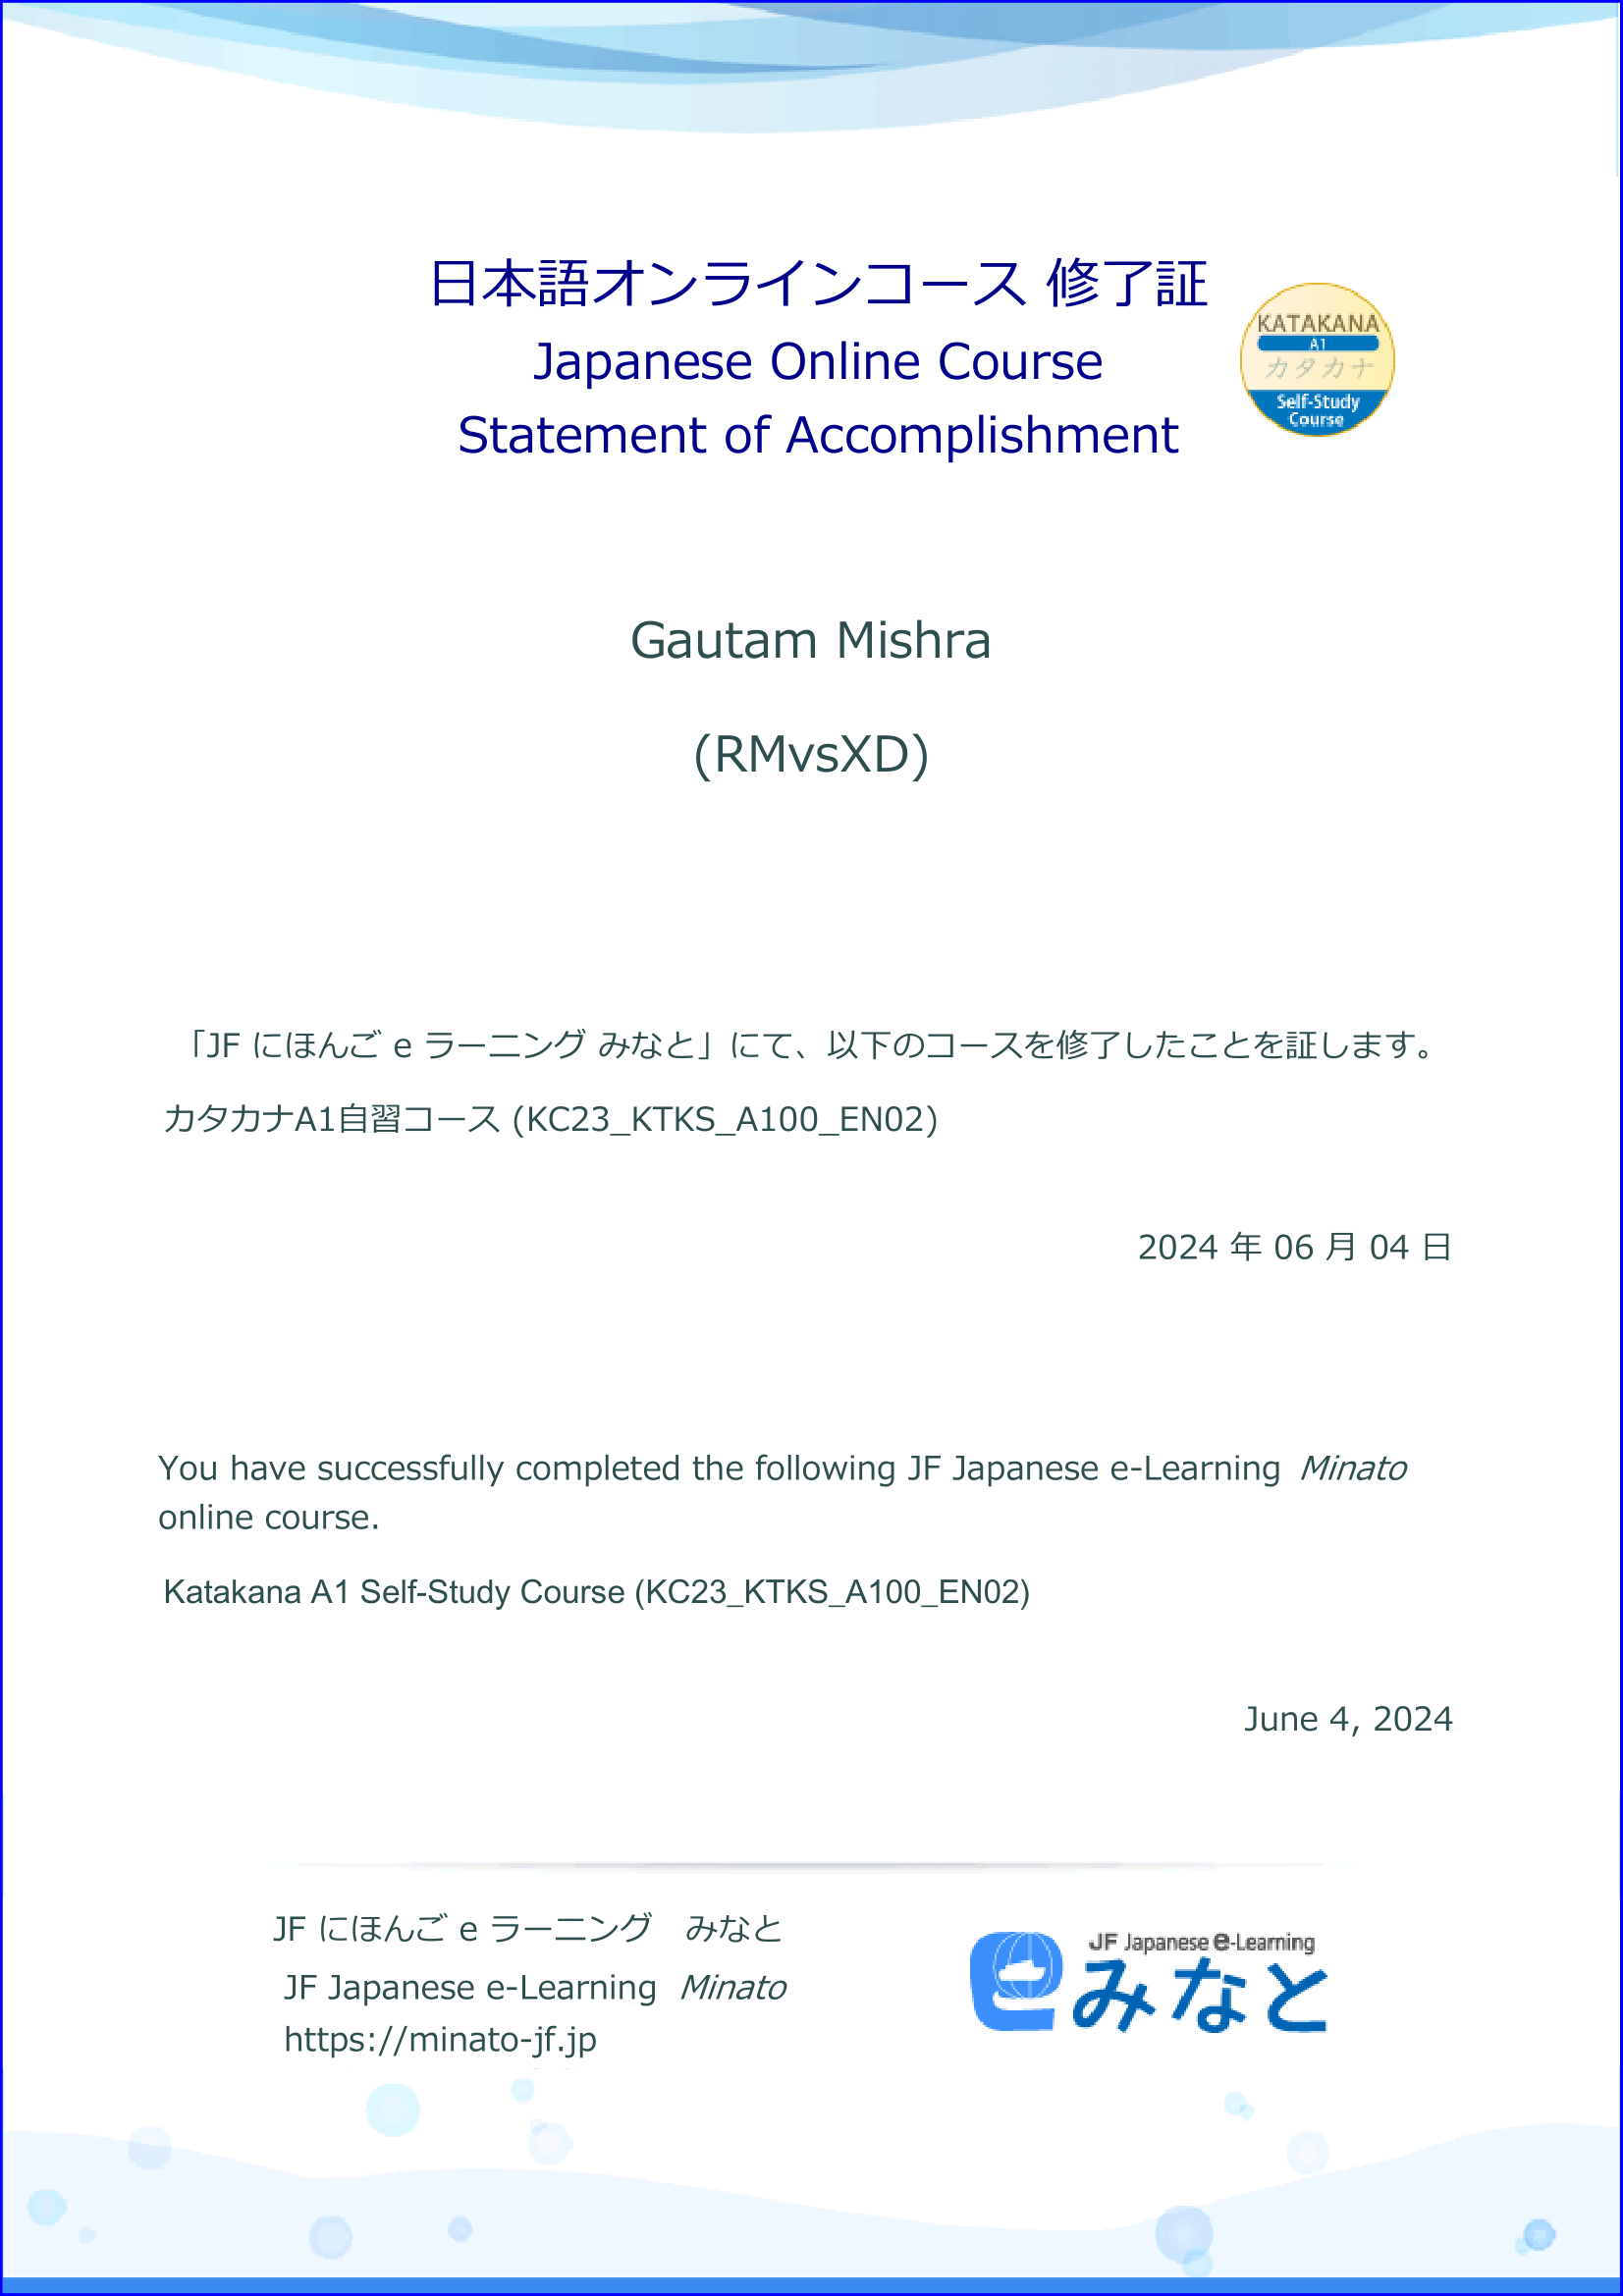 日本語オンラインコース 修了証
Japanese Online Course
Statement of Accomplishment
KATAKANA
A1
カタカナ
Self-Study
Course
Gautam Mishra
(RMvsXD)
「JF にほんご e ラーニング みなと」にて、以下のコースを修了したことを証します。
カタカナA1自習コース (KC23_KTKS_A100_EN02)
2024 年 06 月 04 日
You have successfully completed the following JF Japanese e-Learning Minato
online course.
Katakana A1 Self-Study Course (KC23_KTKS_A100_EN02)
June 4, 2024
JF にほんご e ラーニング　みなと
JF Japanese e-Learning Minato
https://minato-jf.jp
JF Japanese e-Learning
みなと